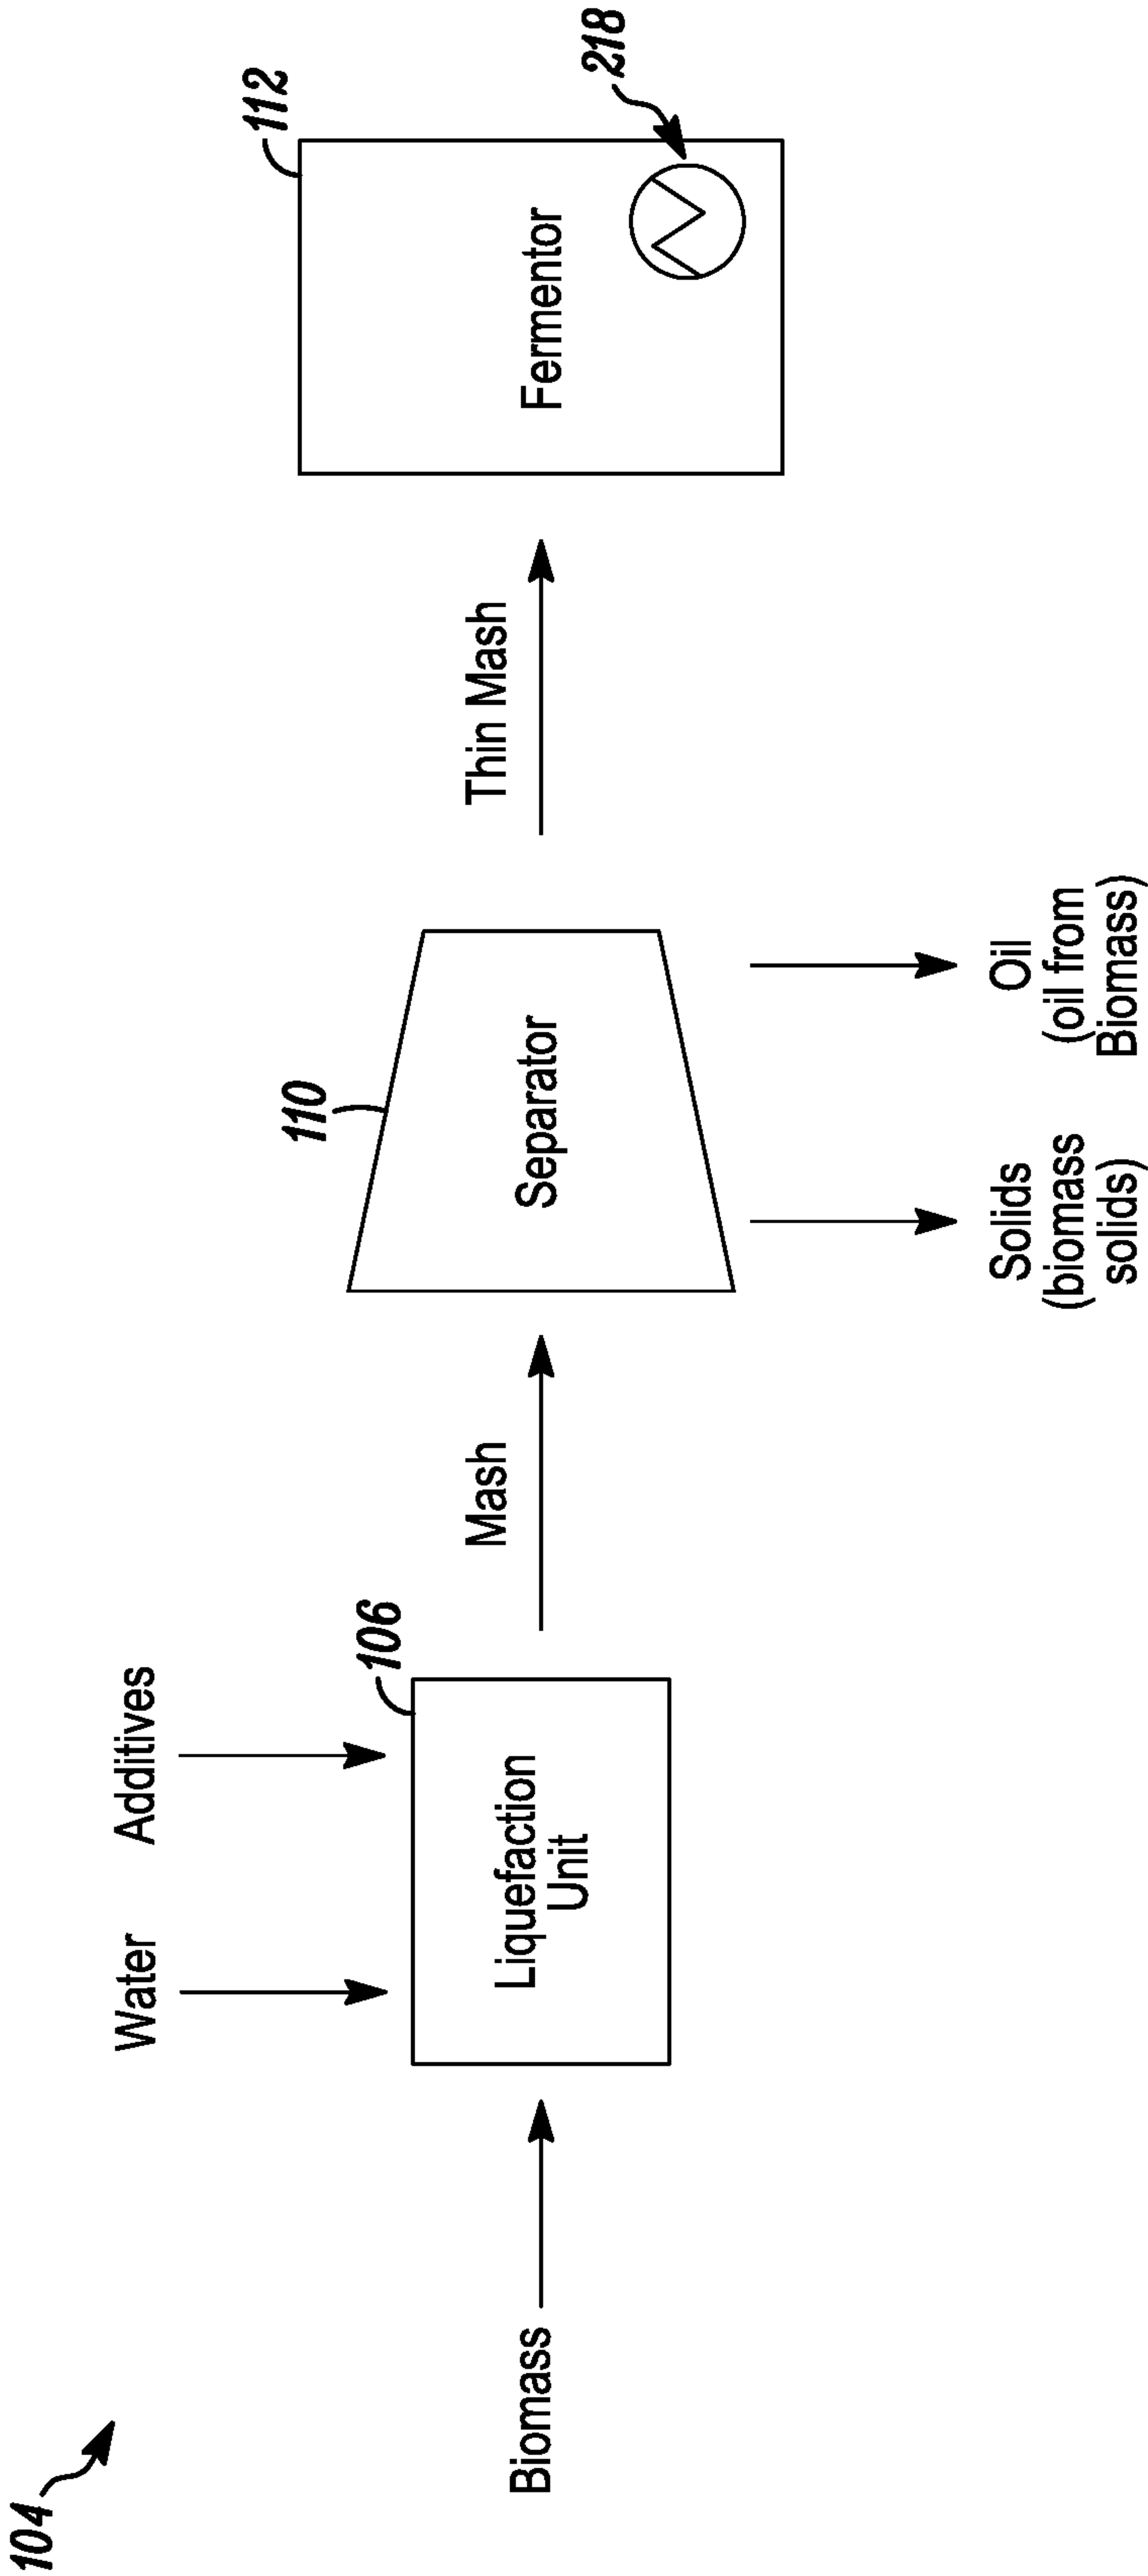 104
Biomass
Water
Additives
106
Liquefaction
Unit
Mash
110
Separator
Solids
(biomass
solids)
Oil
(oil from
Biomass)
Thin Mash
112
Fermentor
218